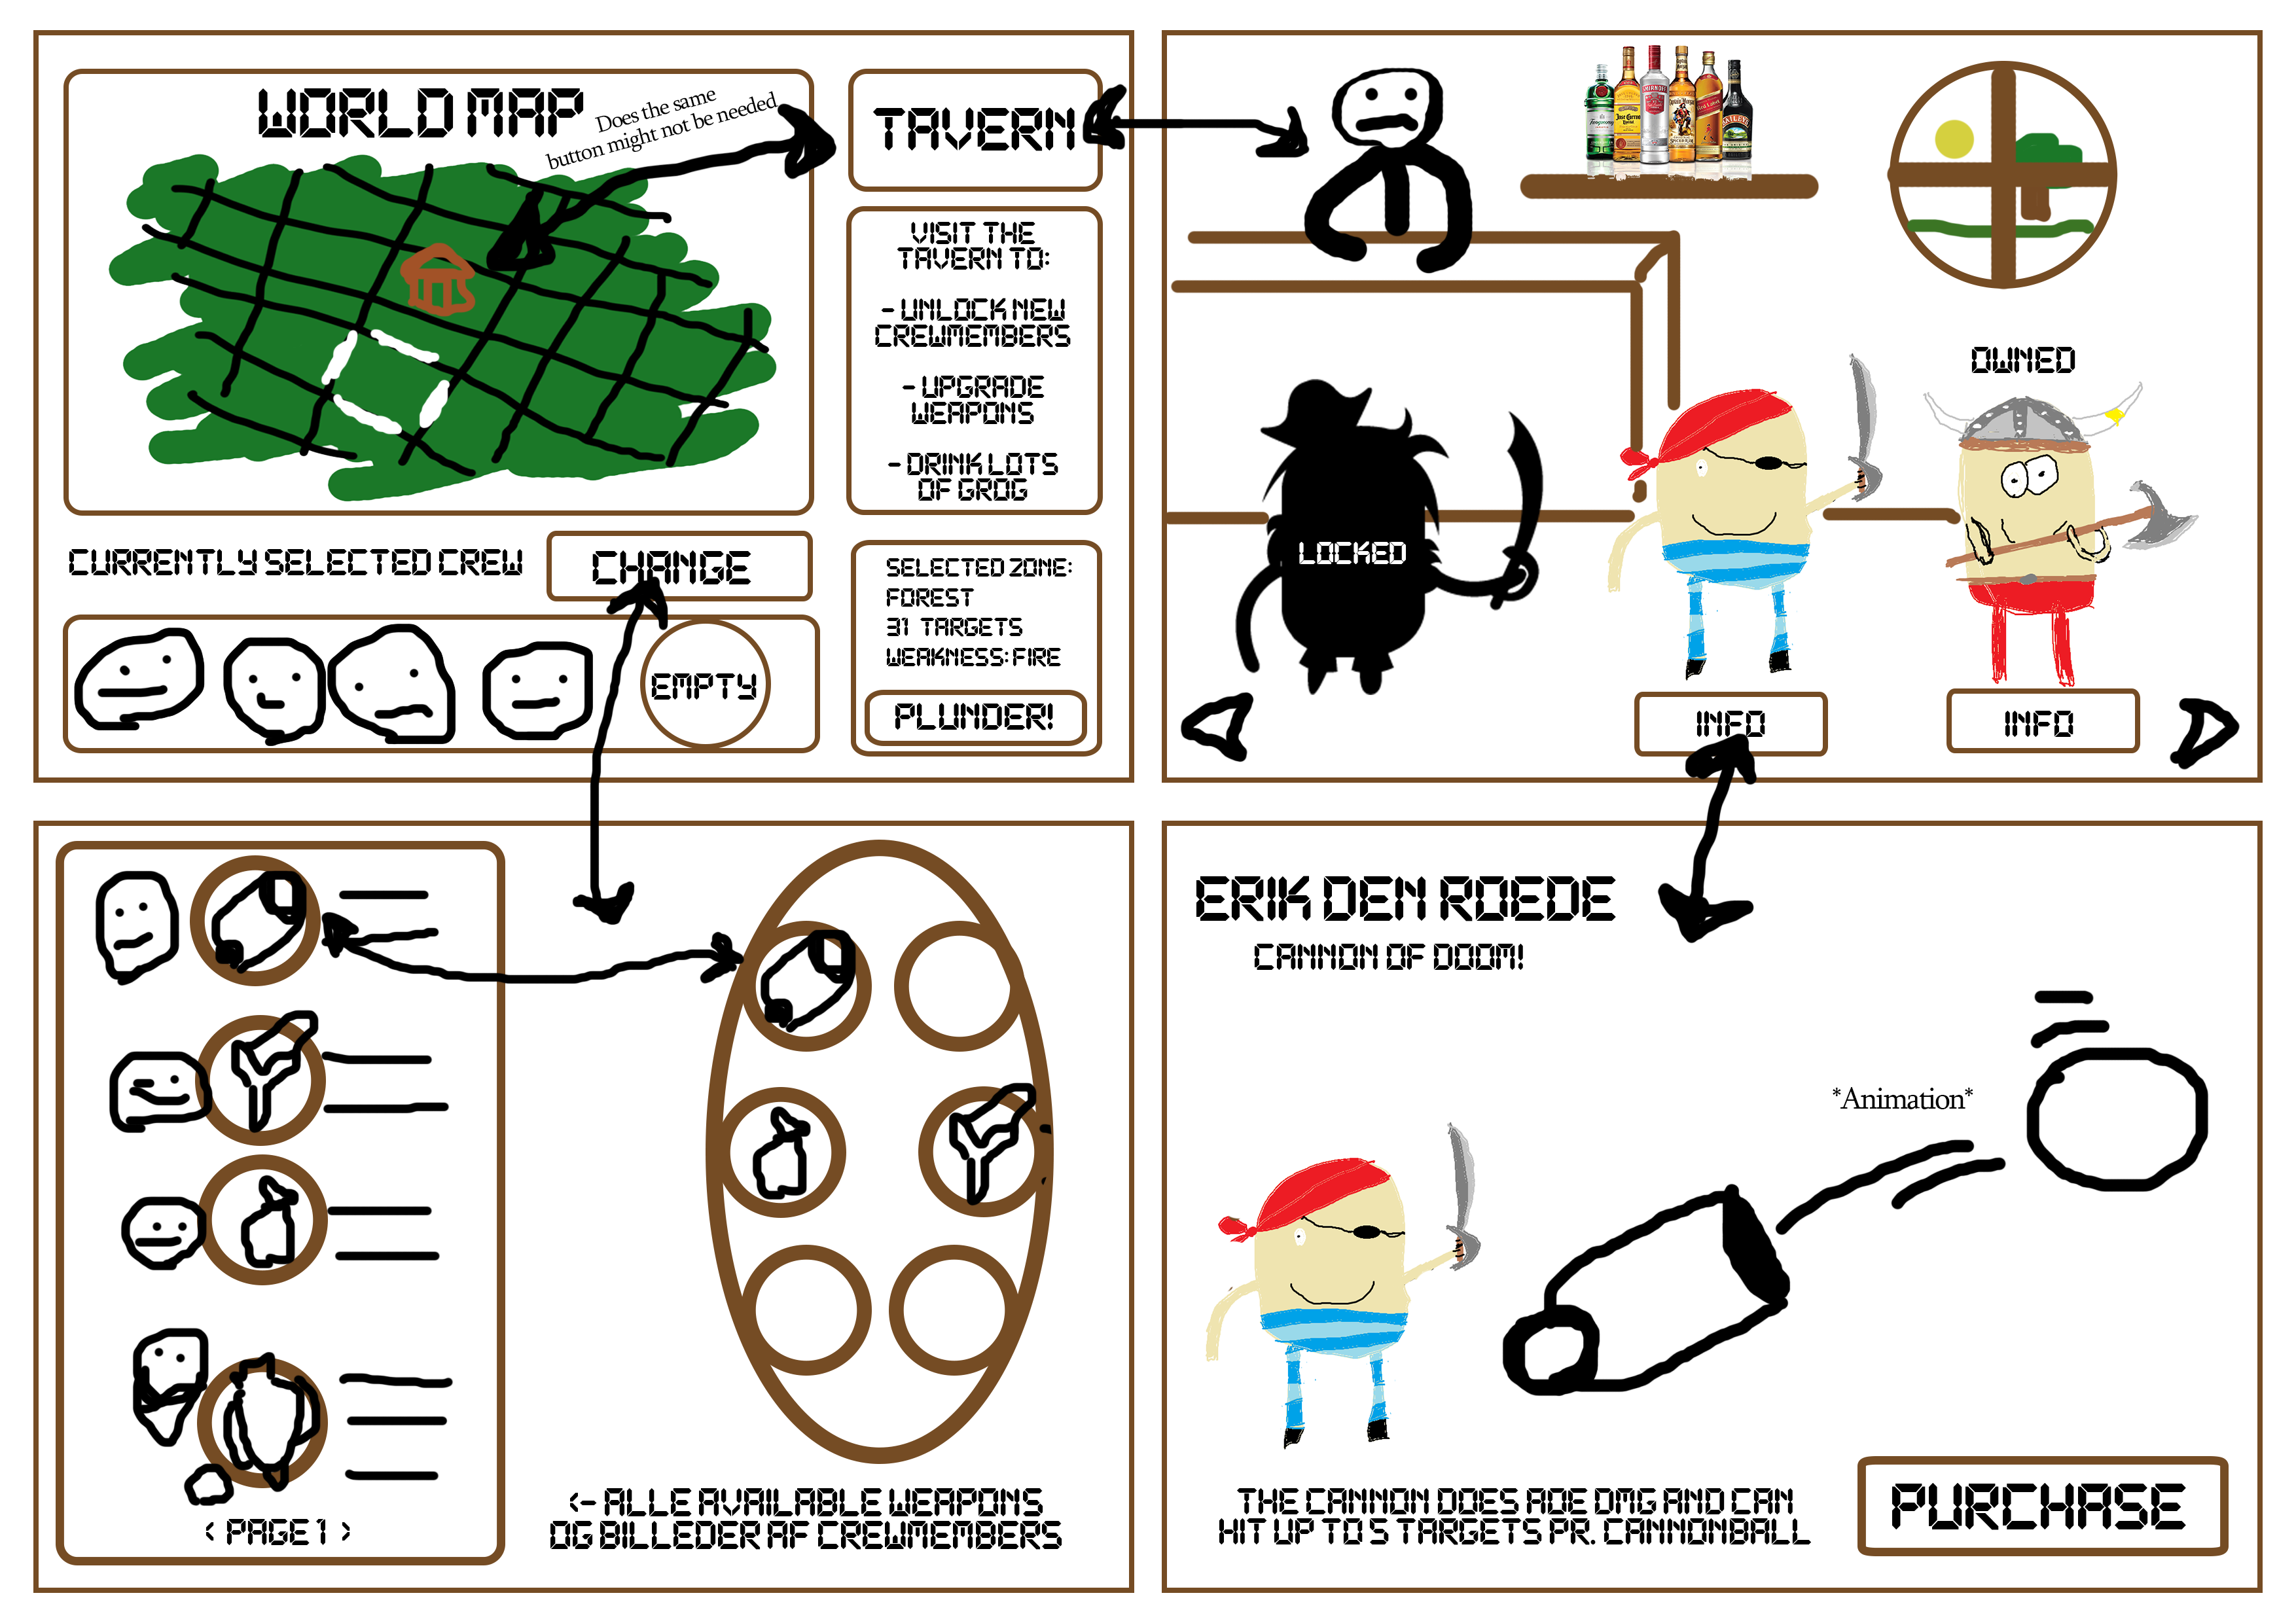 WORLD MAP
Does the same
button might not be needed
TAVERN
VISIT THE
TAVERN TO:
- UNLOCK NEW
CREWMEMBERS
- UPGRADE
WEAPONS
- DRINK LOTS
OF GROG
CURRENTLY SELECTED CREW
CHANGE
EMPTY
SELECTED ZONE:
FOREST
31 TARGETS
WEAKNESS: FIRE
PLUNDER!
SMIRNOFF
BAILEYS
OWNED
LOCKED
INFO
INFO
< PAGE 1 >
<- ALLE AVAILABLE WEAPONS
OG BILLEDER AF CREWMEMBERS
ERIK DEN ROEDE
CANNON OF DOOM!
*Animation*
THE CANNON DOES AOE DMG AND CAN
HIT UP TO 5 TARGETS PR. CANNONBALL
PURCHASE